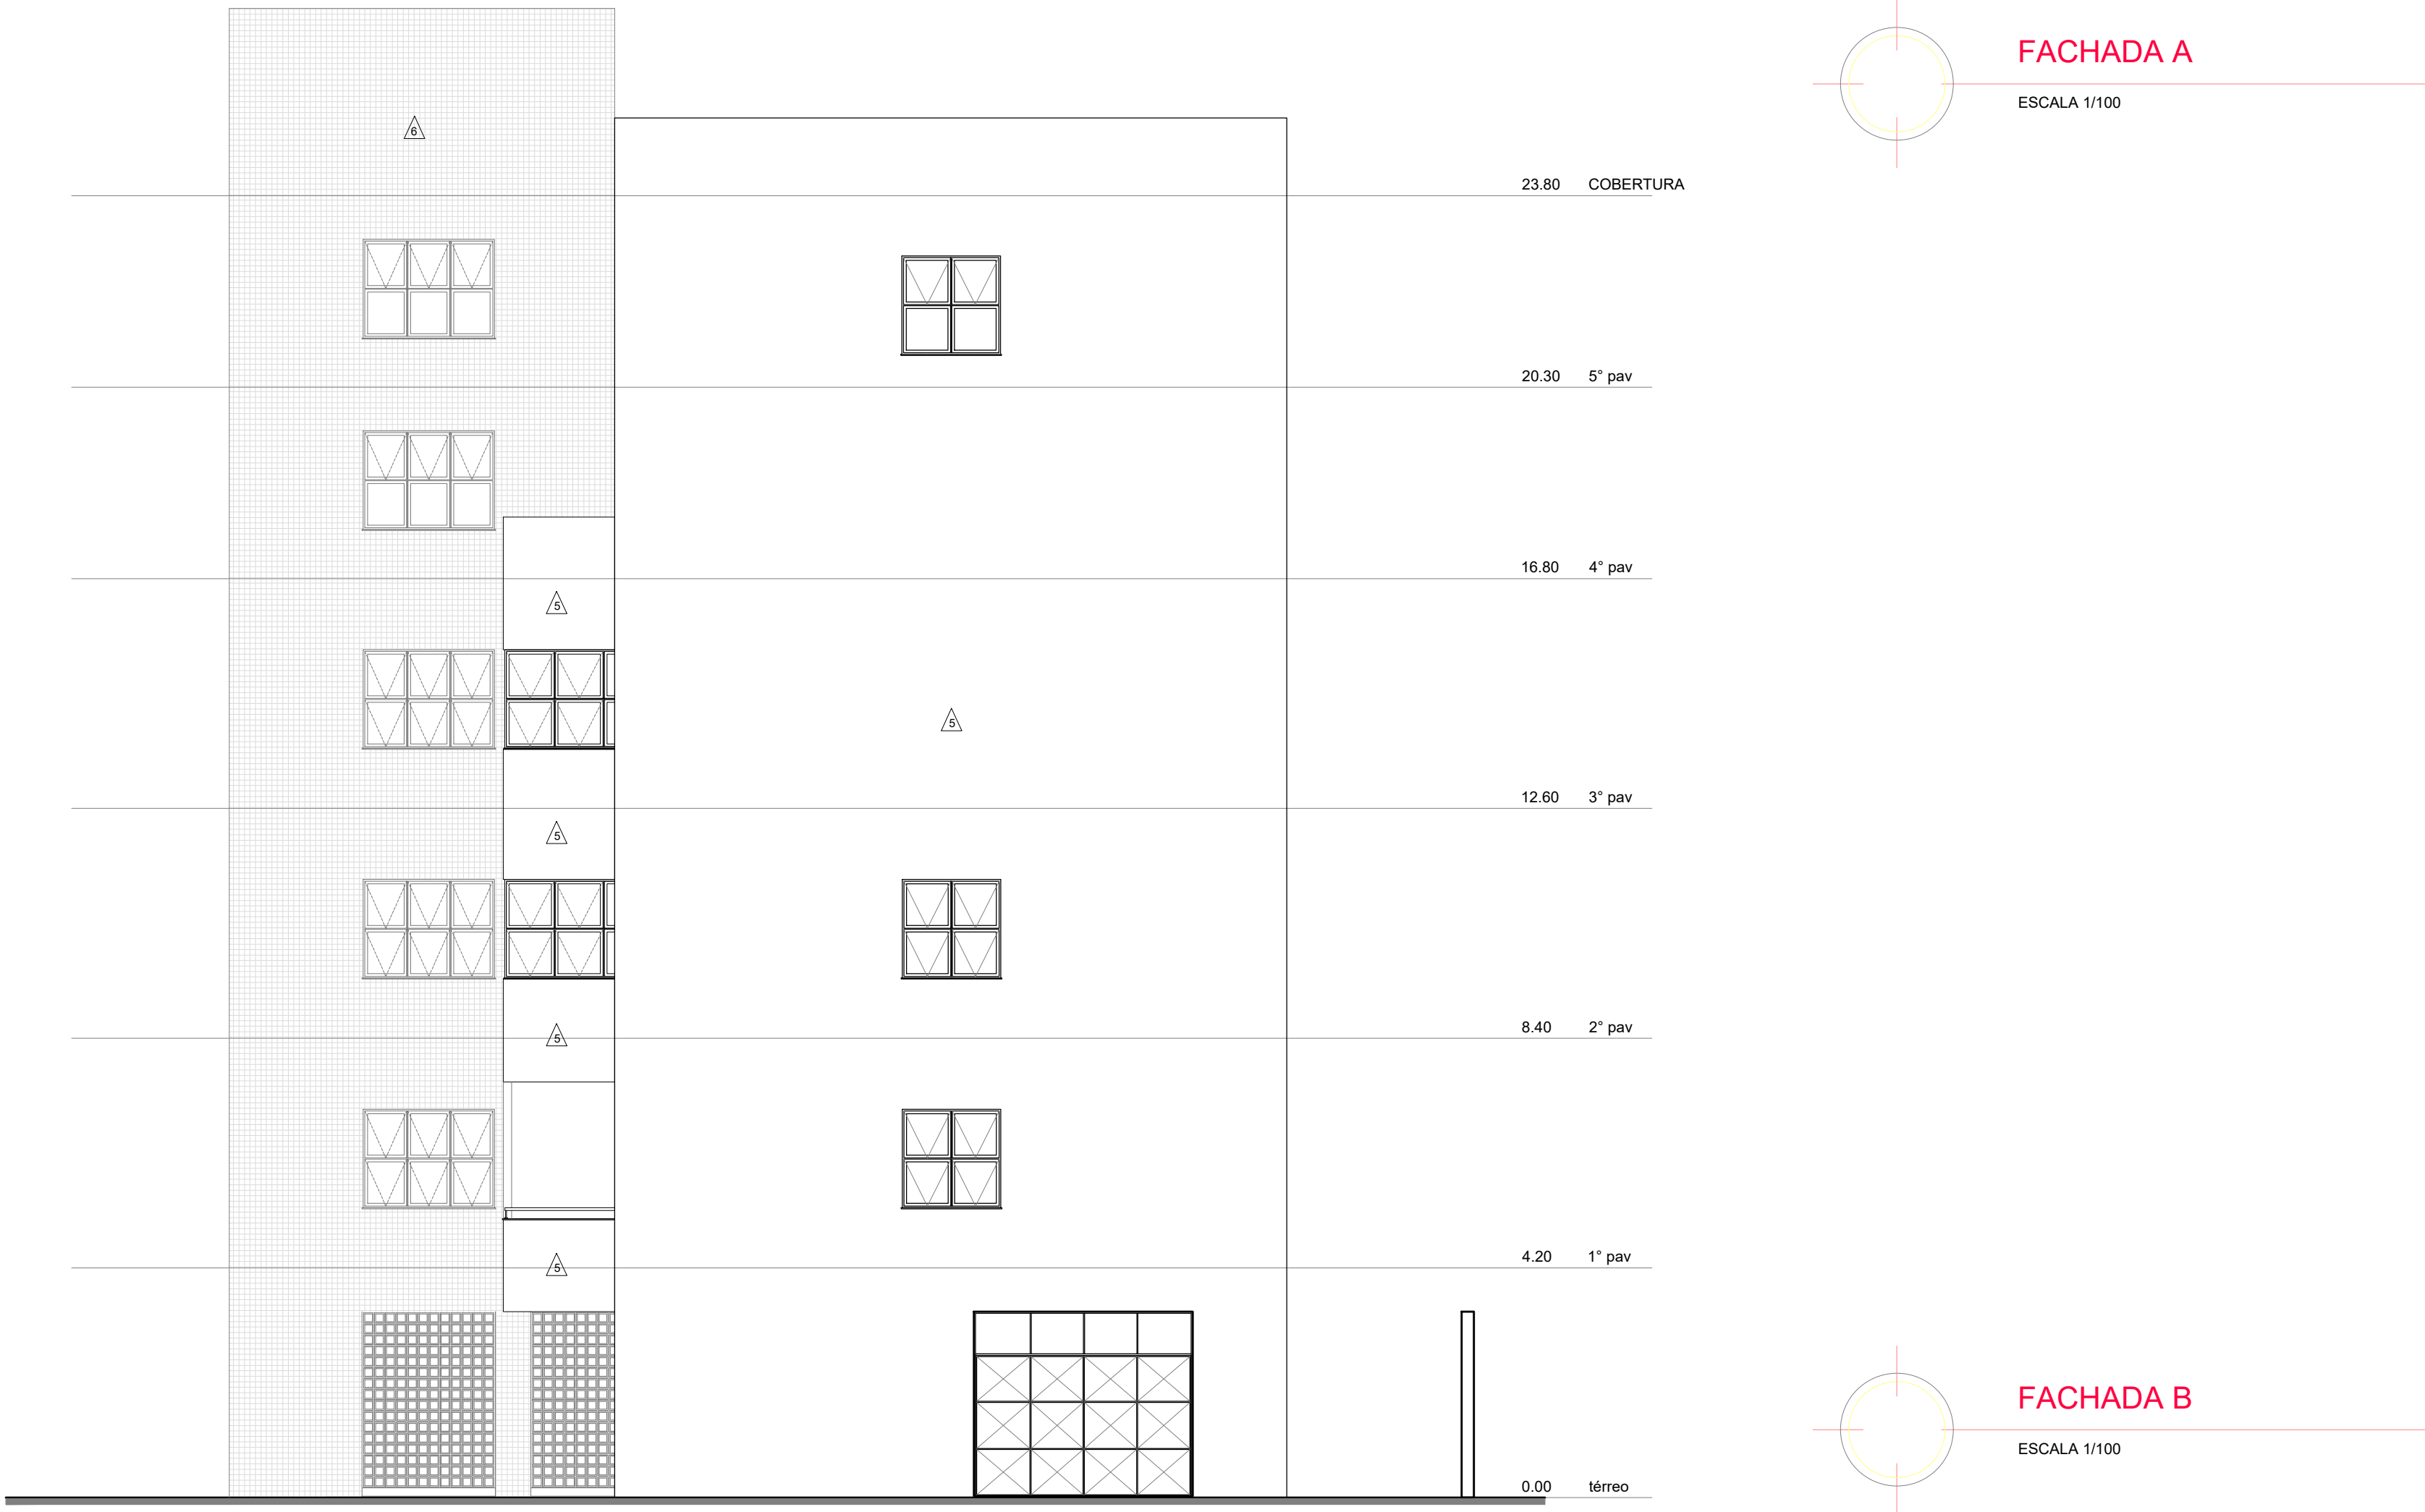 FACHADA A
ESCALA 1/100
6
23.80 COBERTURA
20.30 5° pav
16.80 4° pav
5
5
12.60 3° pav
5
8.40 2° pav
5
4.20 1° pav
5
FACHADA B
ESCALA 1/100
0.00 térreo